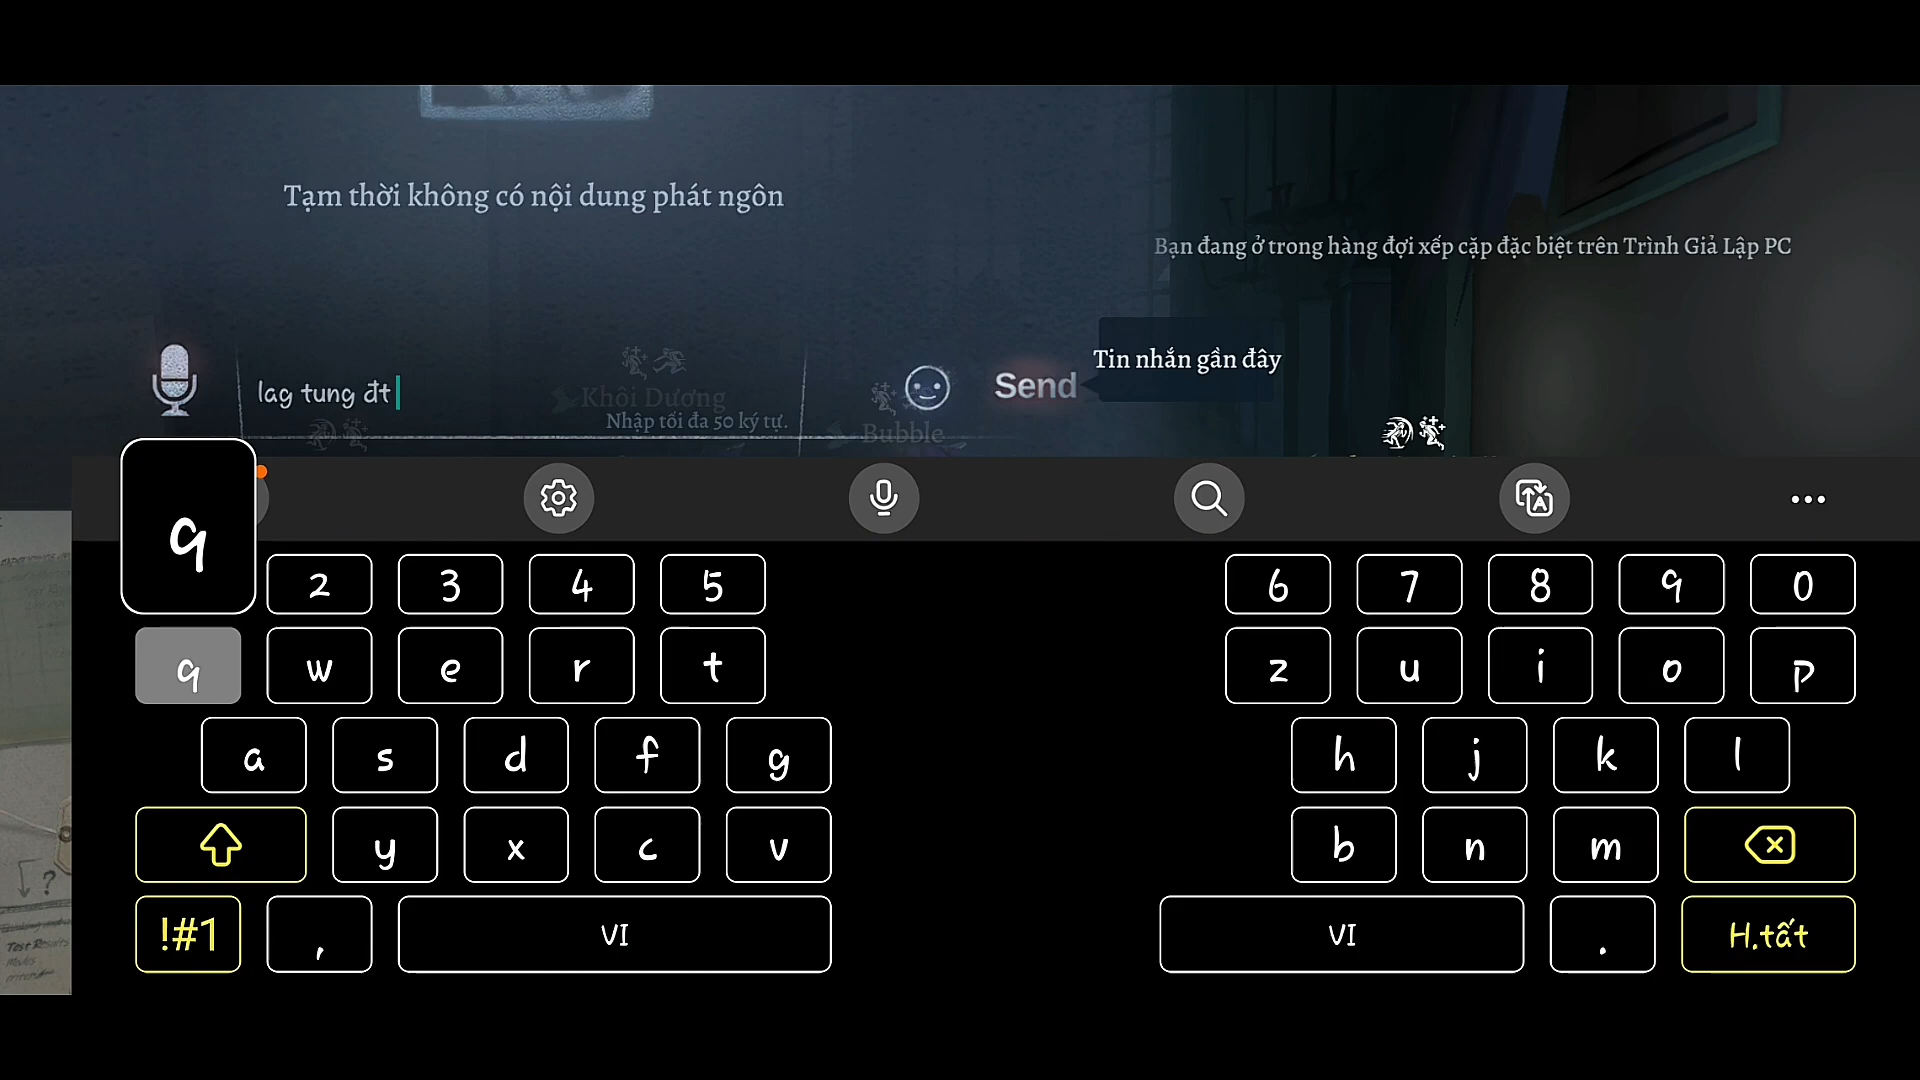 Tạm thời không có nội dung phát ngôn
Bạn đang ở trong hàng đợi xếp cặp đặc biệt trên Trình Giả Lập PC
Tin nhắn gần đây
lag tung đt
Send
Khôi Dương
Nhập tối đa 50 ký tự.
Bubble
q
2 3 4 5 6 7 8 9 0
q w e r t z u i o p
a s d f g h j k l
y x c v b n m
!#1 , VI VI . H.tất
?
Test Results